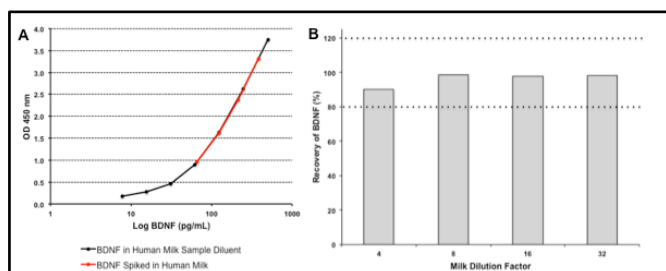 A
4.0
3.5
3.0
2.5
2.0
1.5
1.0
0.5
0.0
OD 450 nm
1 10 100 1000
Log BDNF (pg/mL)
BDNF in Human Milk Sample Diluent
BDNF Spiked in Human Milk
B
120
100
80
60
40
20
0
Recovery of BDNF (%)
4 8 16 32
Milk Dilution Factor